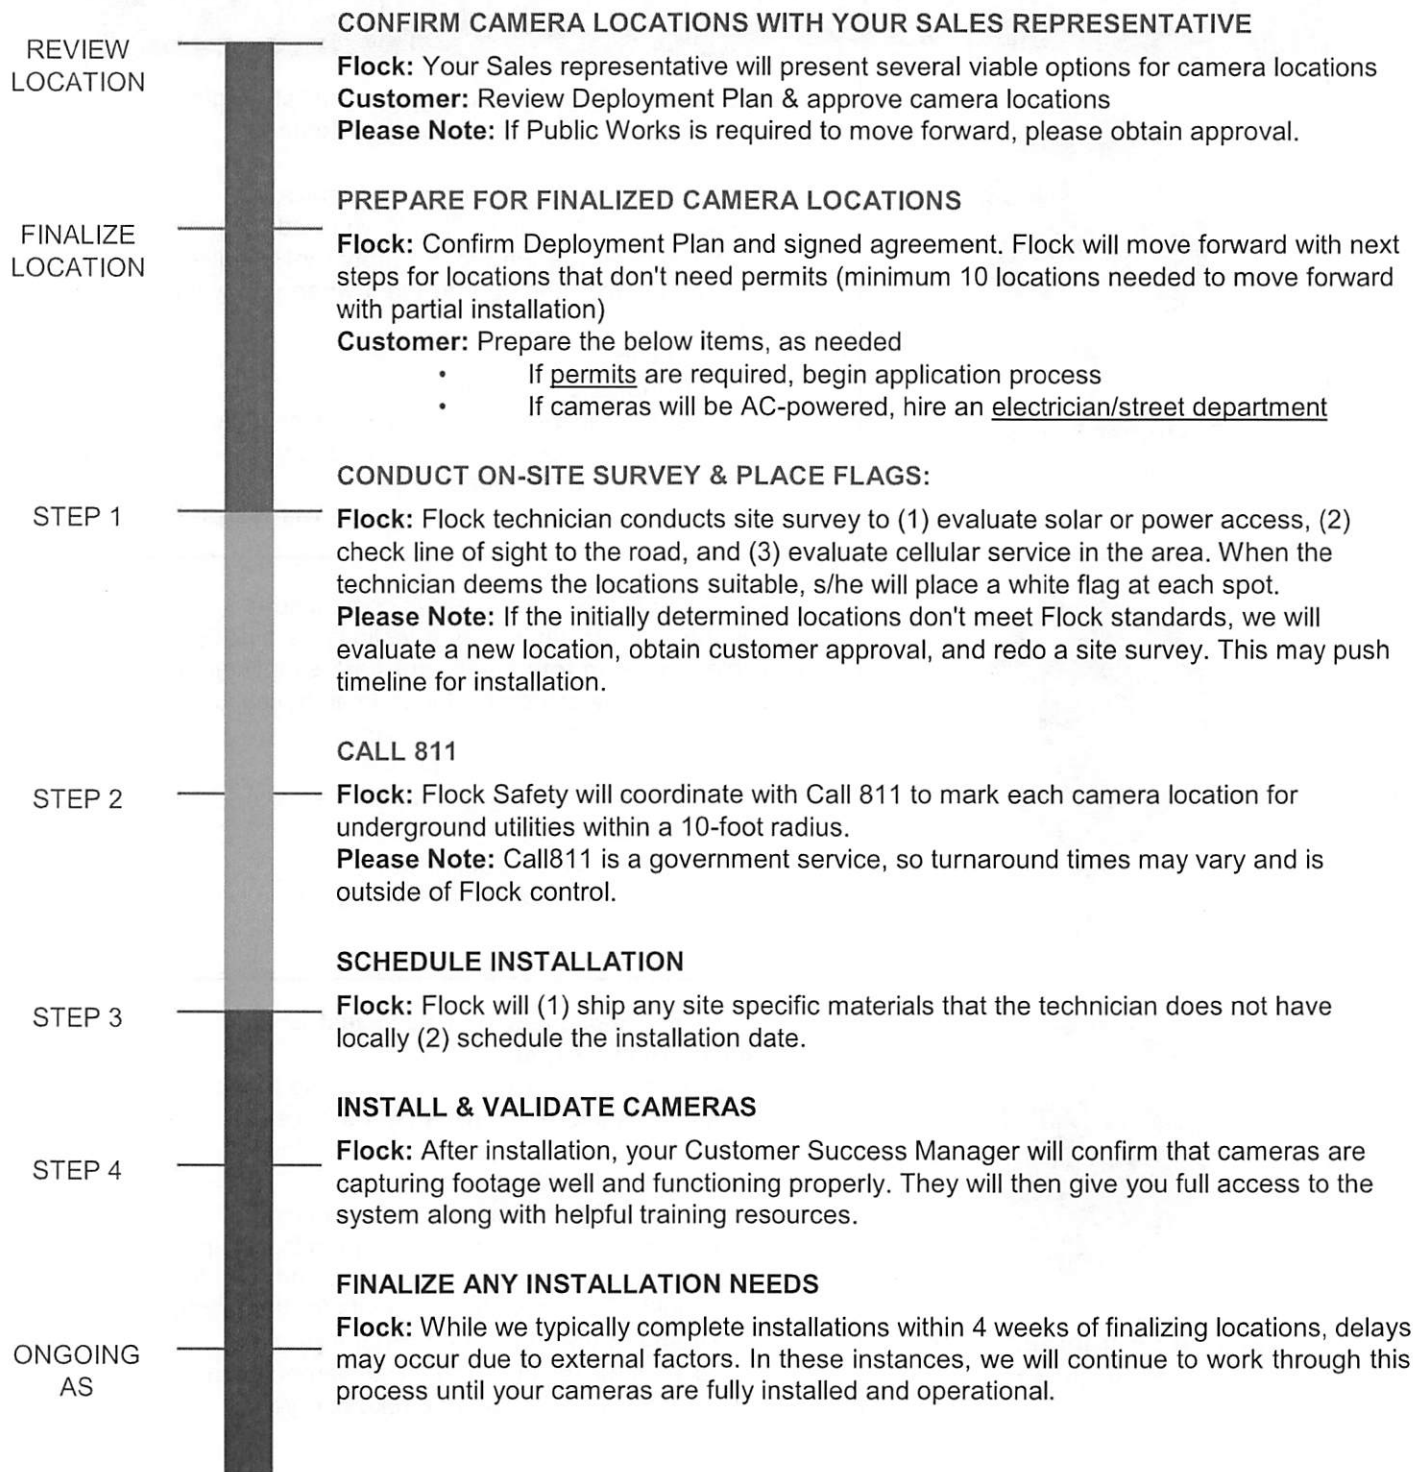 CONFIRM CAMERA LOCATIONS WITH YOUR SALES REPRESENTATIVE
REVIEW
LOCATION
Flock: Your Sales representative will present several viable options for camera locations
Customer: Review Deployment Plan & approve camera locations
Please Note: If Public Works is required to move forward, please obtain approval.
PREPARE FOR FINALIZED CAMERA LOCATIONS
FINALIZE
LOCATION
Flock: Confirm Deployment Plan and signed agreement. Flock will move forward with next
steps for locations that don't need permits (minimum 10 locations needed to move forward
with partial installation)
Customer: Prepare the below items, as needed
• If permits are required, begin application process
• If cameras will be AC-powered, hire an electrician/street department
CONDUCT ON-SITE SURVEY & PLACE FLAGS:
STEP 1
Flock: Flock technician conducts site survey to (1) evaluate solar or power access, (2)
check line of sight to the road, and (3) evaluate cellular service in the area. When the
technician deems the locations suitable, s/he will place a white flag at each spot.
Please Note: If the initially determined locations don't meet Flock standards, we will
evaluate a new location, obtain customer approval, and redo a site survey. This may push
timeline for installation.
CALL 811
STEP 2
Flock: Flock Safety will coordinate with Call 811 to mark each camera location for
underground utilities within a 10-foot radius.
Please Note: Call811 is a government service, so turnaround times may vary and is
outside of Flock control.
SCHEDULE INSTALLATION
STEP 3
Flock: Flock will (1) ship any site specific materials that the technician does not have
locally (2) schedule the installation date.
INSTALL & VALIDATE CAMERAS
STEP 4
Flock: After installation, your Customer Success Manager will confirm that cameras are
capturing footage well and functioning properly. They will then give you full access to the
system along with helpful training resources.
FINALIZE ANY INSTALLATION NEEDS
ONGOING
AS
Flock: While we typically complete installations within 4 weeks of finalizing locations, delays
may occur due to external factors. In these instances, we will continue to work through this
process until your cameras are fully installed and operational.